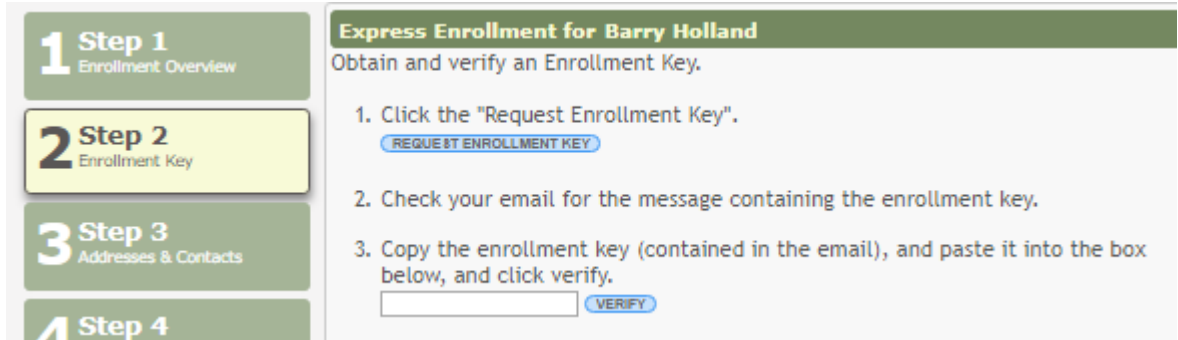 1 Step 1
Enrollment Overview
2 Step 2
Enrollment Key
3 Step 3
Addresses & Contacts
4 Step 4
Express Enrollment for Barry Holland
Obtain and verify an Enrollment Key.
1. Click the "Request Enrollment Key".
REQUEST ENROLLMENT KEY
2. Check your email for the message containing the enrollment key.
3. Copy the enrollment key (contained in the email), and paste it into the box
below, and click verify.
VERIFY